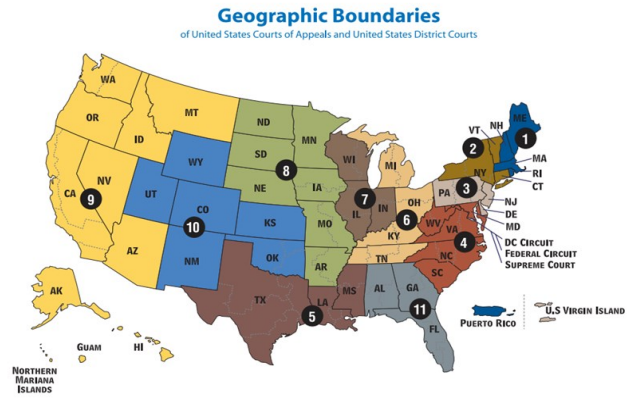 Geographic Boundaries
of United States Courts of Appeals and United States District Courts
WA
OR
MT
ID
ND
MN
SD
WY
NE
IA
8
WI
MI
VT
NH
ME
1
2
NY
MA
RI
CT
CA
NV
9
UT
CO
10
KS
MO
7
IL
IN
OH
6
PA
3
NJ
DE
MD
WV
VA
4
DC Circuit
Federal Circuit
Supreme Court
KY
TN
NC
SC
AZ
NM
OK
AR
TX
LA
5
MS
AL
GA
11
FL
AK
Guam
HI
Northern
Mariana
Islands
Puerto Rico
U.S Virgin Island